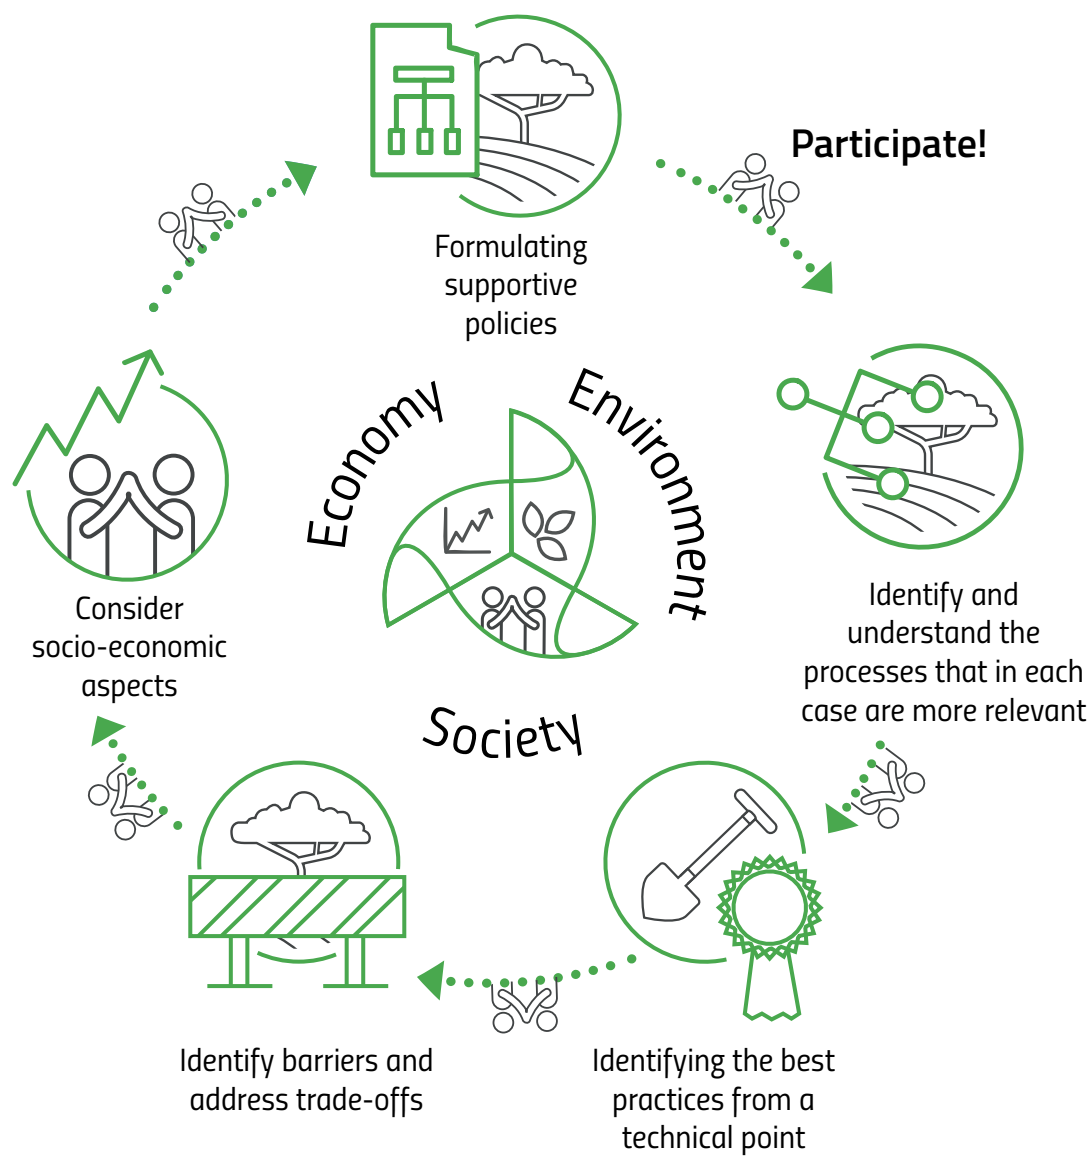 Participate!
Formulating
supportive
policies
Economy
Environment
Society
Identify and
understand the
processes that in each
case are more relevant
Consider
socio-economic
aspects
Identify barriers and
address trade-offs
Identifying the best
practices from a
technical point